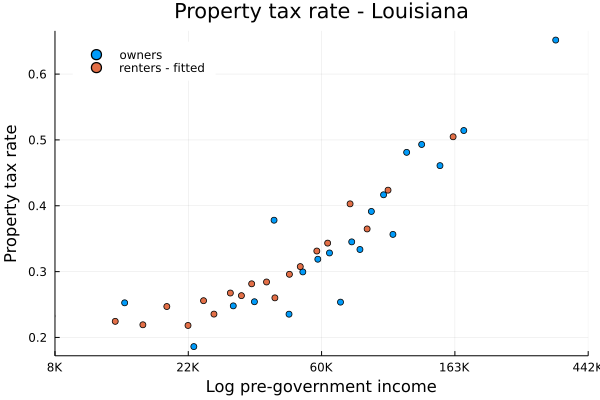 Property tax rate - Louisiana
owners
renters - fitted
Property tax rate
0.6
0.5
0.4
0.3
0.2
8K 22K 60K 163K 442K
Log pre-government income